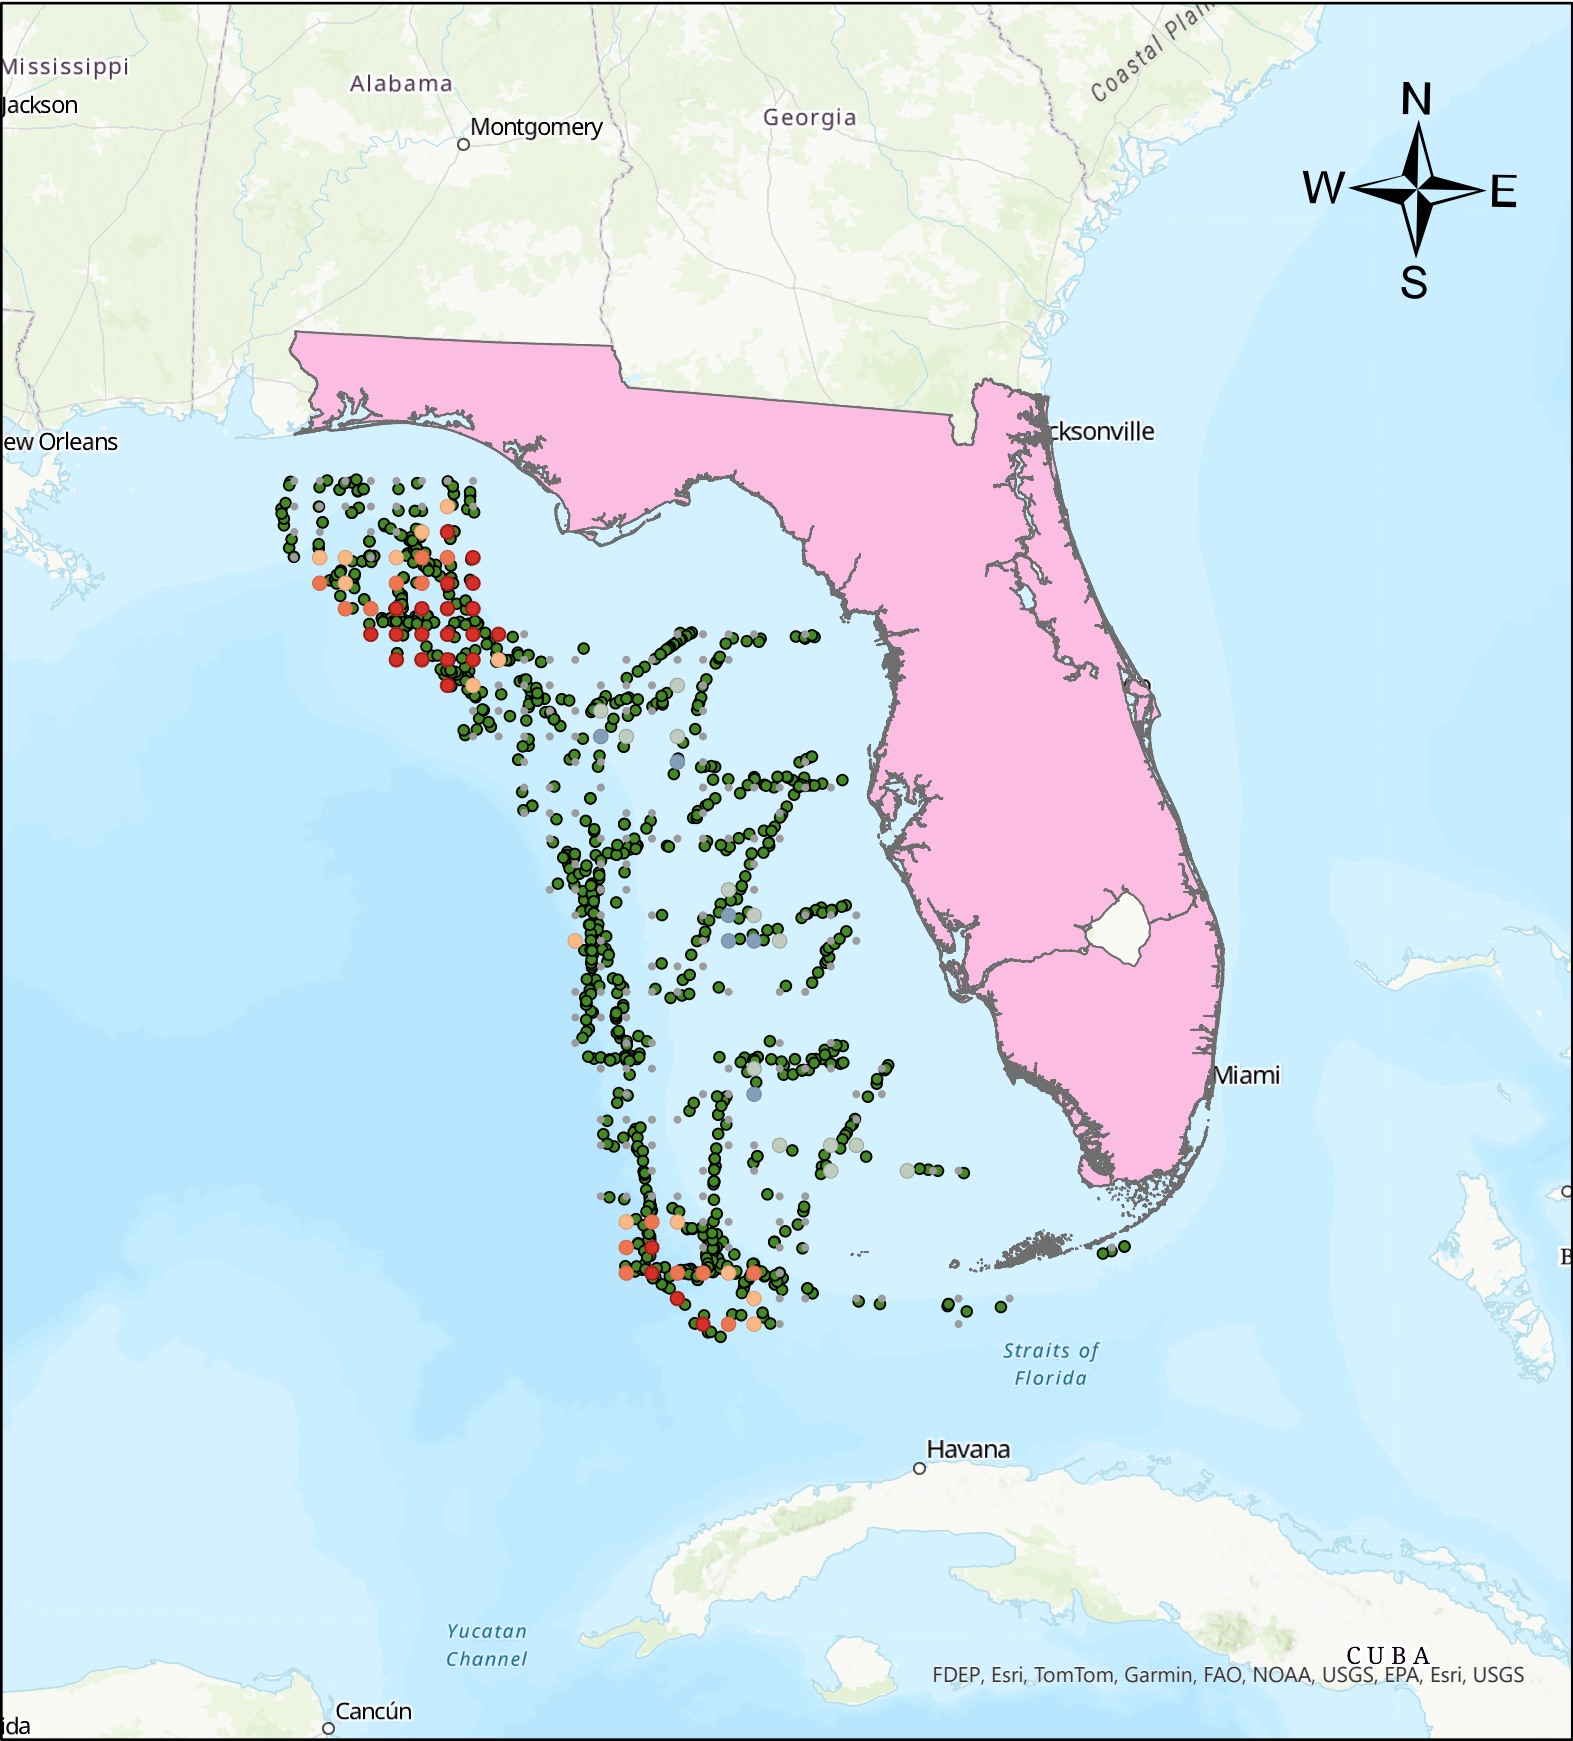 Coastal Plain
Mississippi
Alabama
Jackson
Montgomery
Georgia
N
W
E
S
cksonville
ew Orleans
Miami
B
Straits of
Florida
Havana
Yucatan
Channel
CUBA
FDEP, Esri, TomTom, Garmin, FAO, NOAA, USGS, EPA, Esri, USGS
Cancún
ida